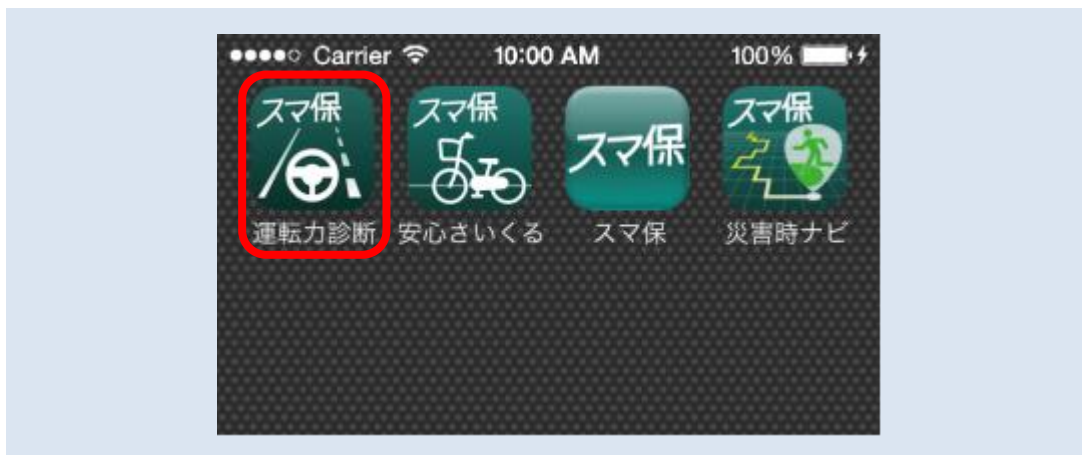 ●●●●○ Carrier 10:00 AM 100%
スマ保 スマ保 スマ保 スマ保
運転力診断 安心さいくる スマ保 災害時ナビ